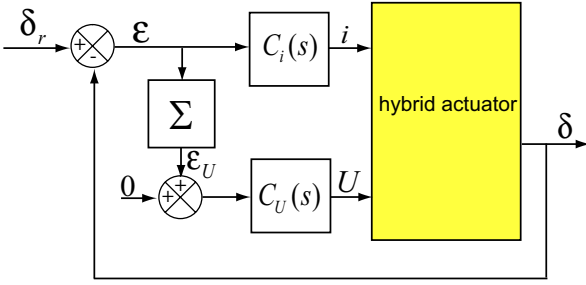 δ_r
+
-
ε
C_i(s)
i
hybrid actuator
δ
Σ
ε_U
0
+
+
C_U(s)
U